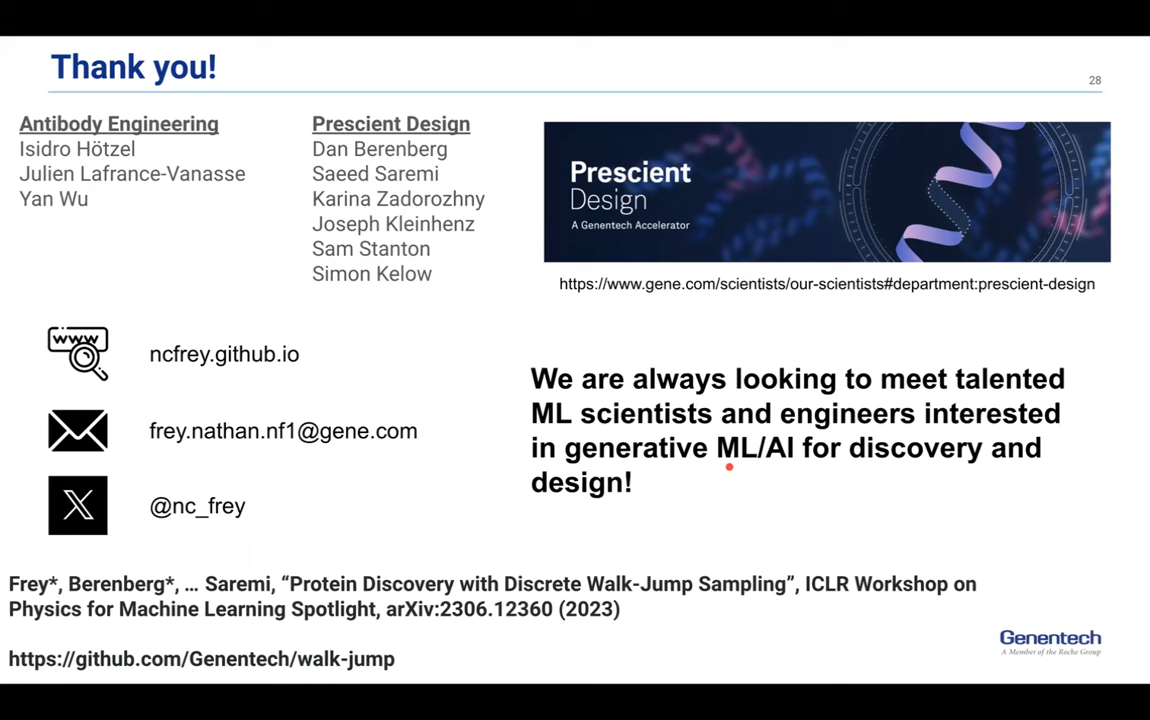 Thank you!
28
Antibody Engineering
Isidro Hötzel
Julien Lafrance-Vanasse
Yan Wu
Prescient Design
Dan Berenberg
Saeed Saremi
Karina Zadorozhny
Joseph Kleinhenz
Sam Stanton
Simon Kelow
Prescient
Design
A Genentech Accelerator
https://www.gene.com/scientists/our-scientists#department:prescient-design
www
ncfrey.github.io
frey.nathan.nf1@gene.com
X
@nc_frey
We are always looking to meet talented
ML scientists and engineers interested
in generative ML/AI for discovery and
design!
Frey*, Berenberg*, … Saremi, “Protein Discovery with Discrete Walk-Jump Sampling”, ICLR Workshop on
Physics for Machine Learning Spotlight, arXiv:2306.12360 (2023)
https://github.com/Genentech/walk-jump
Genentech
A Member of the Roche Group